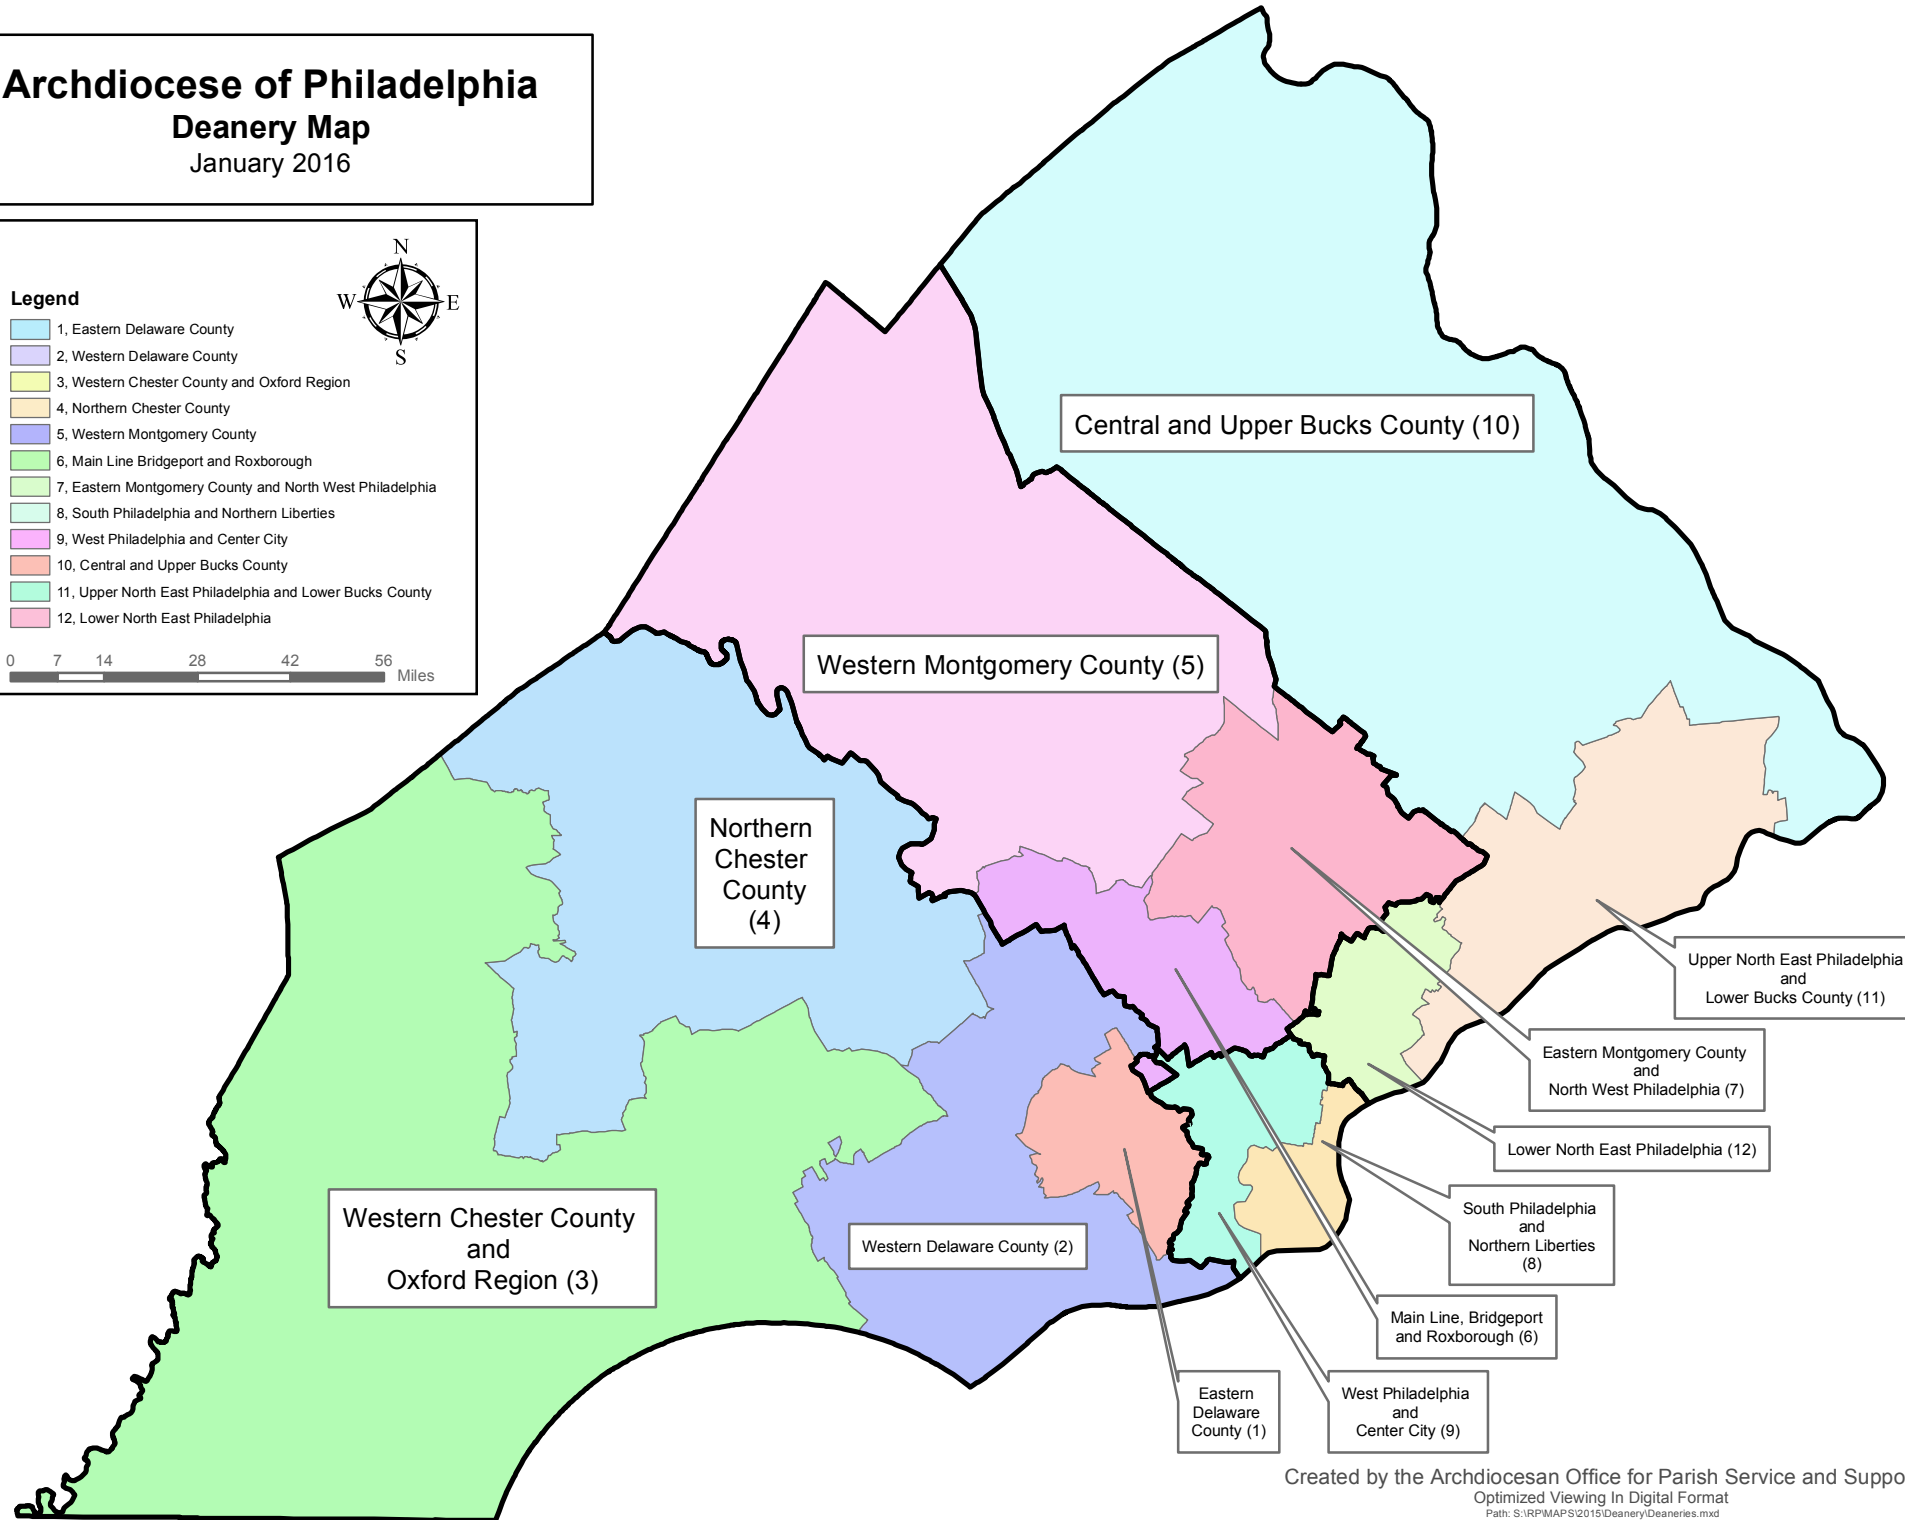 Archdiocese of Philadelphia
Deanery Map
January 2016
N
W E
S
Legend
1, Eastern Delaware County
2, Western Delaware County
3, Western Chester County and Oxford Region
4, Northern Chester County
5, Western Montgomery County
6, Main Line Bridgeport and Roxborough
7, Eastern Montgomery County and North West Philadelphia
8, South Philadelphia and Northern Liberties
9, West Philadelphia and Center City
10, Central and Upper Bucks County
11, Upper North East Philadelphia and Lower Bucks County
12, Lower North East Philadelphia
0 7 14 28 42 56
Miles
Central and Upper Bucks County (10)
Western Montgomery County (5)
Northern
Chester
County
(4)
Upper North East Philadelphia
and
Lower Bucks County (11)
Eastern Montgomery County
and
North West Philadelphia (7)
Lower North East Philadelphia (12)
South Philadelphia
and
Northern Liberties
(8)
Western Chester County
and
Oxford Region (3)
Western Delaware County (2)
Main Line, Bridgeport
and Roxborough (6)
Eastern
Delaware
County (1)
West Philadelphia
and
Center City (9)
Created by the Archdiocesan Office for Parish Service and Suppo
Optimized Viewing In Digital Format
Path: S:\RP\MAPS\2015\Deanery\Deaneries.mxd